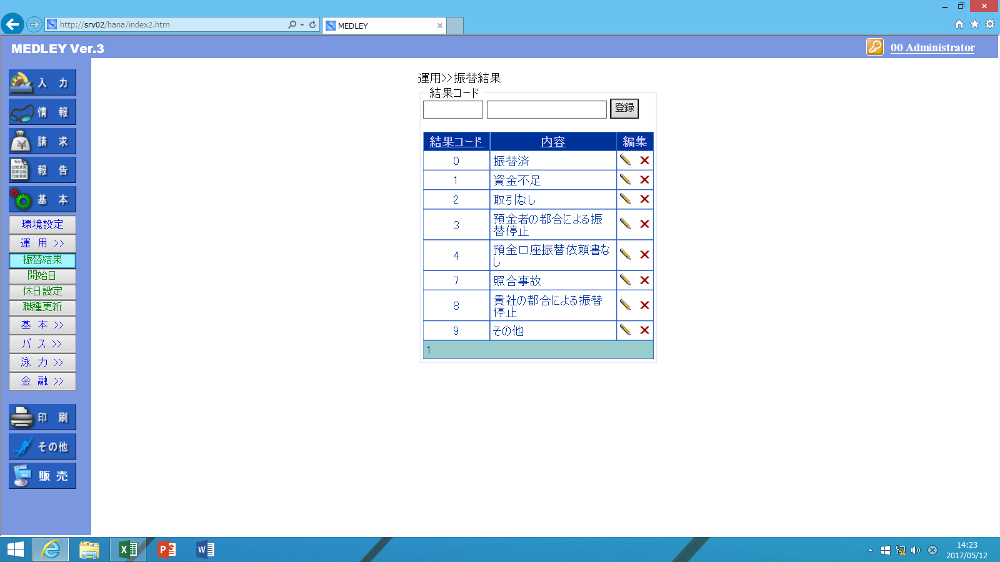 http://srv02/hana/index2.htm
MEDLEY
MEDLEY Ver.3
00 Administrator
入 力
情 報
請 求
報 告
基 本
環境設定
運 用 >>
振替結果
開始日
休日設定
職種更新
基 本 >>
バ ス >>
泳 力 >>
金 融 >>
印 刷
その他
販 売
運用>>振替結果
結果コード
登録
結果コード 内容 編集
0 振替済
1 資金不足
2 取引なし
3 預金者の都合による振
替停止
4 預金口座振替依頼書な
し
7 照合事故
8 貴社の都合による振替
停止
9 その他
1
14:23
2017/05/12